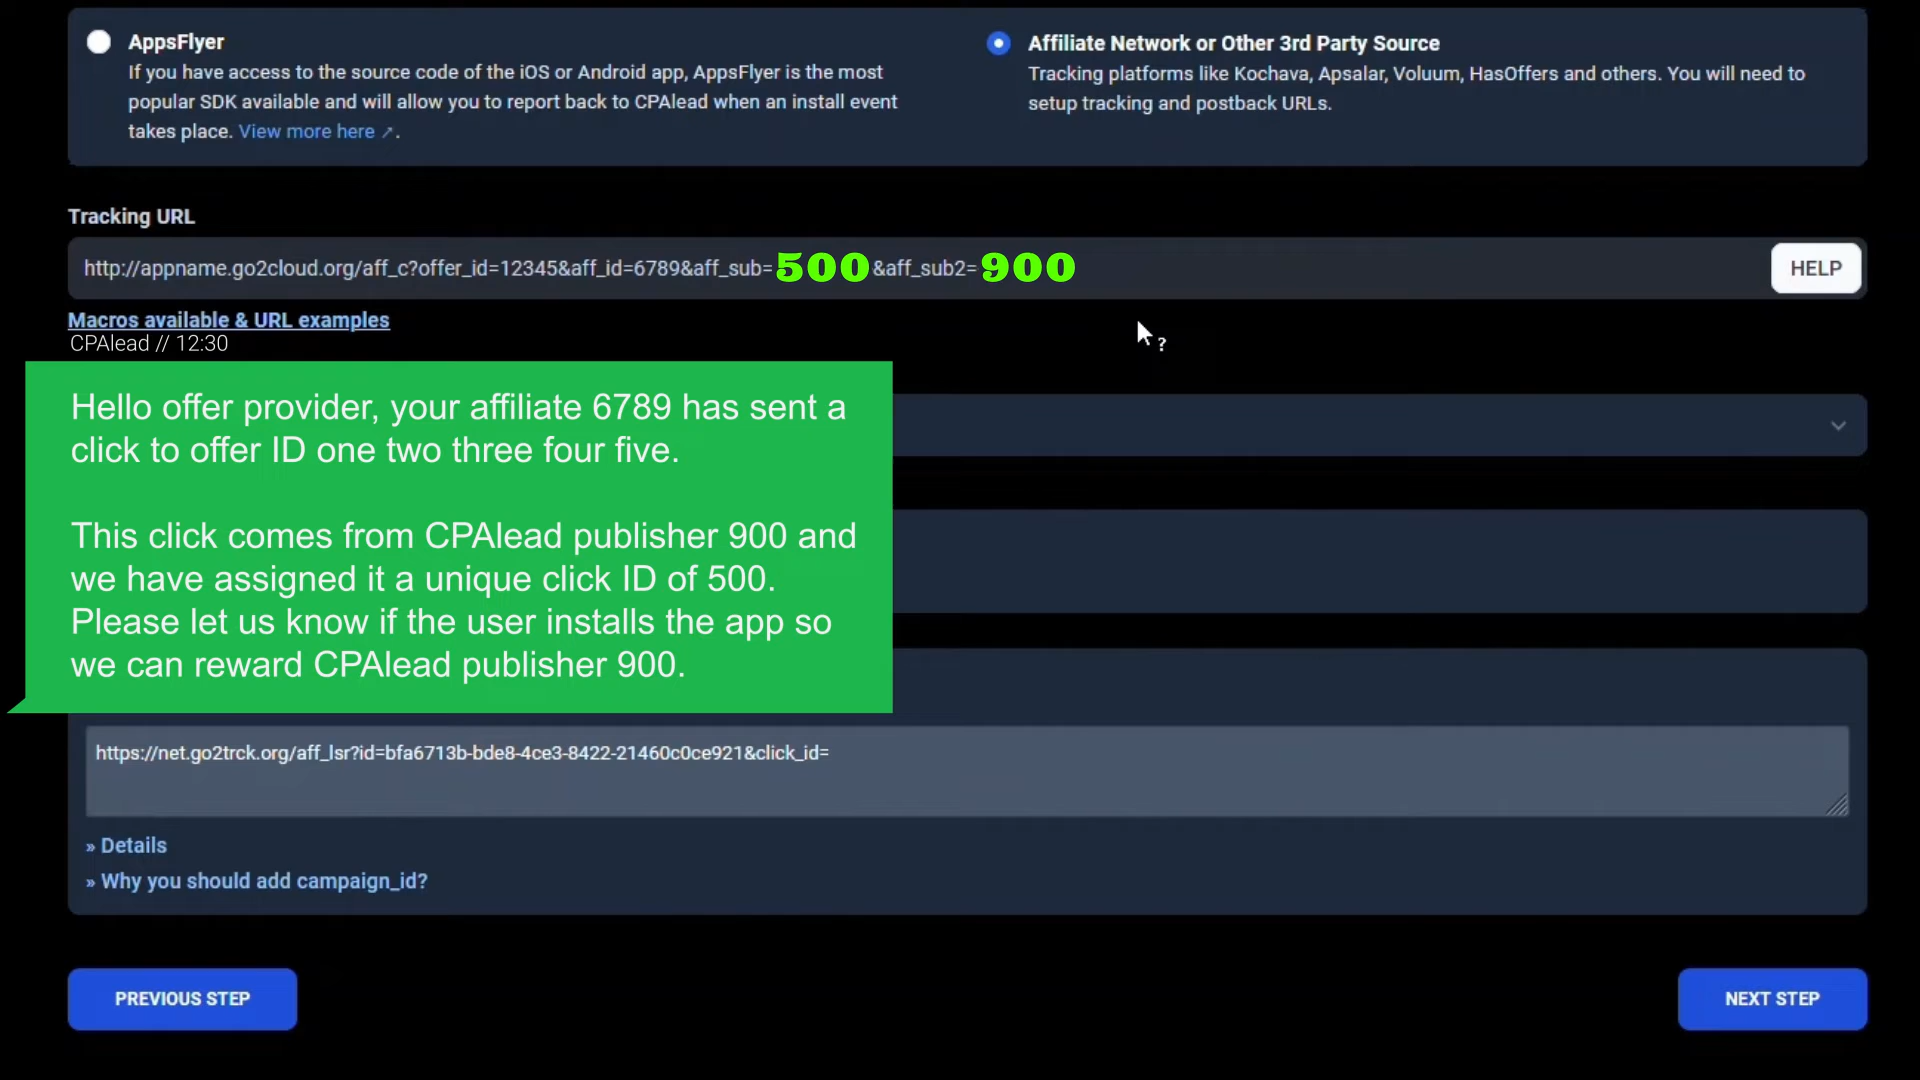 AppsFlyer
If you have access to the source code of the iOS or Android app, AppsFlyer is the most
popular SDK available and will allow you to report back to CPAlead when an install event
takes place. View more here ↗.
Affiliate Network or Other 3rd Party Source
Tracking platforms like Kochava, Apsalar, Voluum, HasOffers and others. You will need to
setup tracking and postback URLs.
Tracking URL
http://appname.go2cloud.org/aff_c?offer_id=12345&aff_id=6789&aff_sub=500&aff_sub2=900
HELP
Macros available & URL examples
CPAlead // 12:30
Hello offer provider, your affiliate 6789 has sent a
click to offer ID one two three four five.
This click comes from CPAlead publisher 900 and
we have assigned it a unique click ID of 500.
Please let us know if the user installs the app so
we can reward CPAlead publisher 900.
https://net.go2trck.org/aff_lsr?id=bfa6713b-bde8-4ce3-8422-21460c0ce921&click_id=
» Details
» Why you should add campaign_id?
PREVIOUS STEP
NEXT STEP